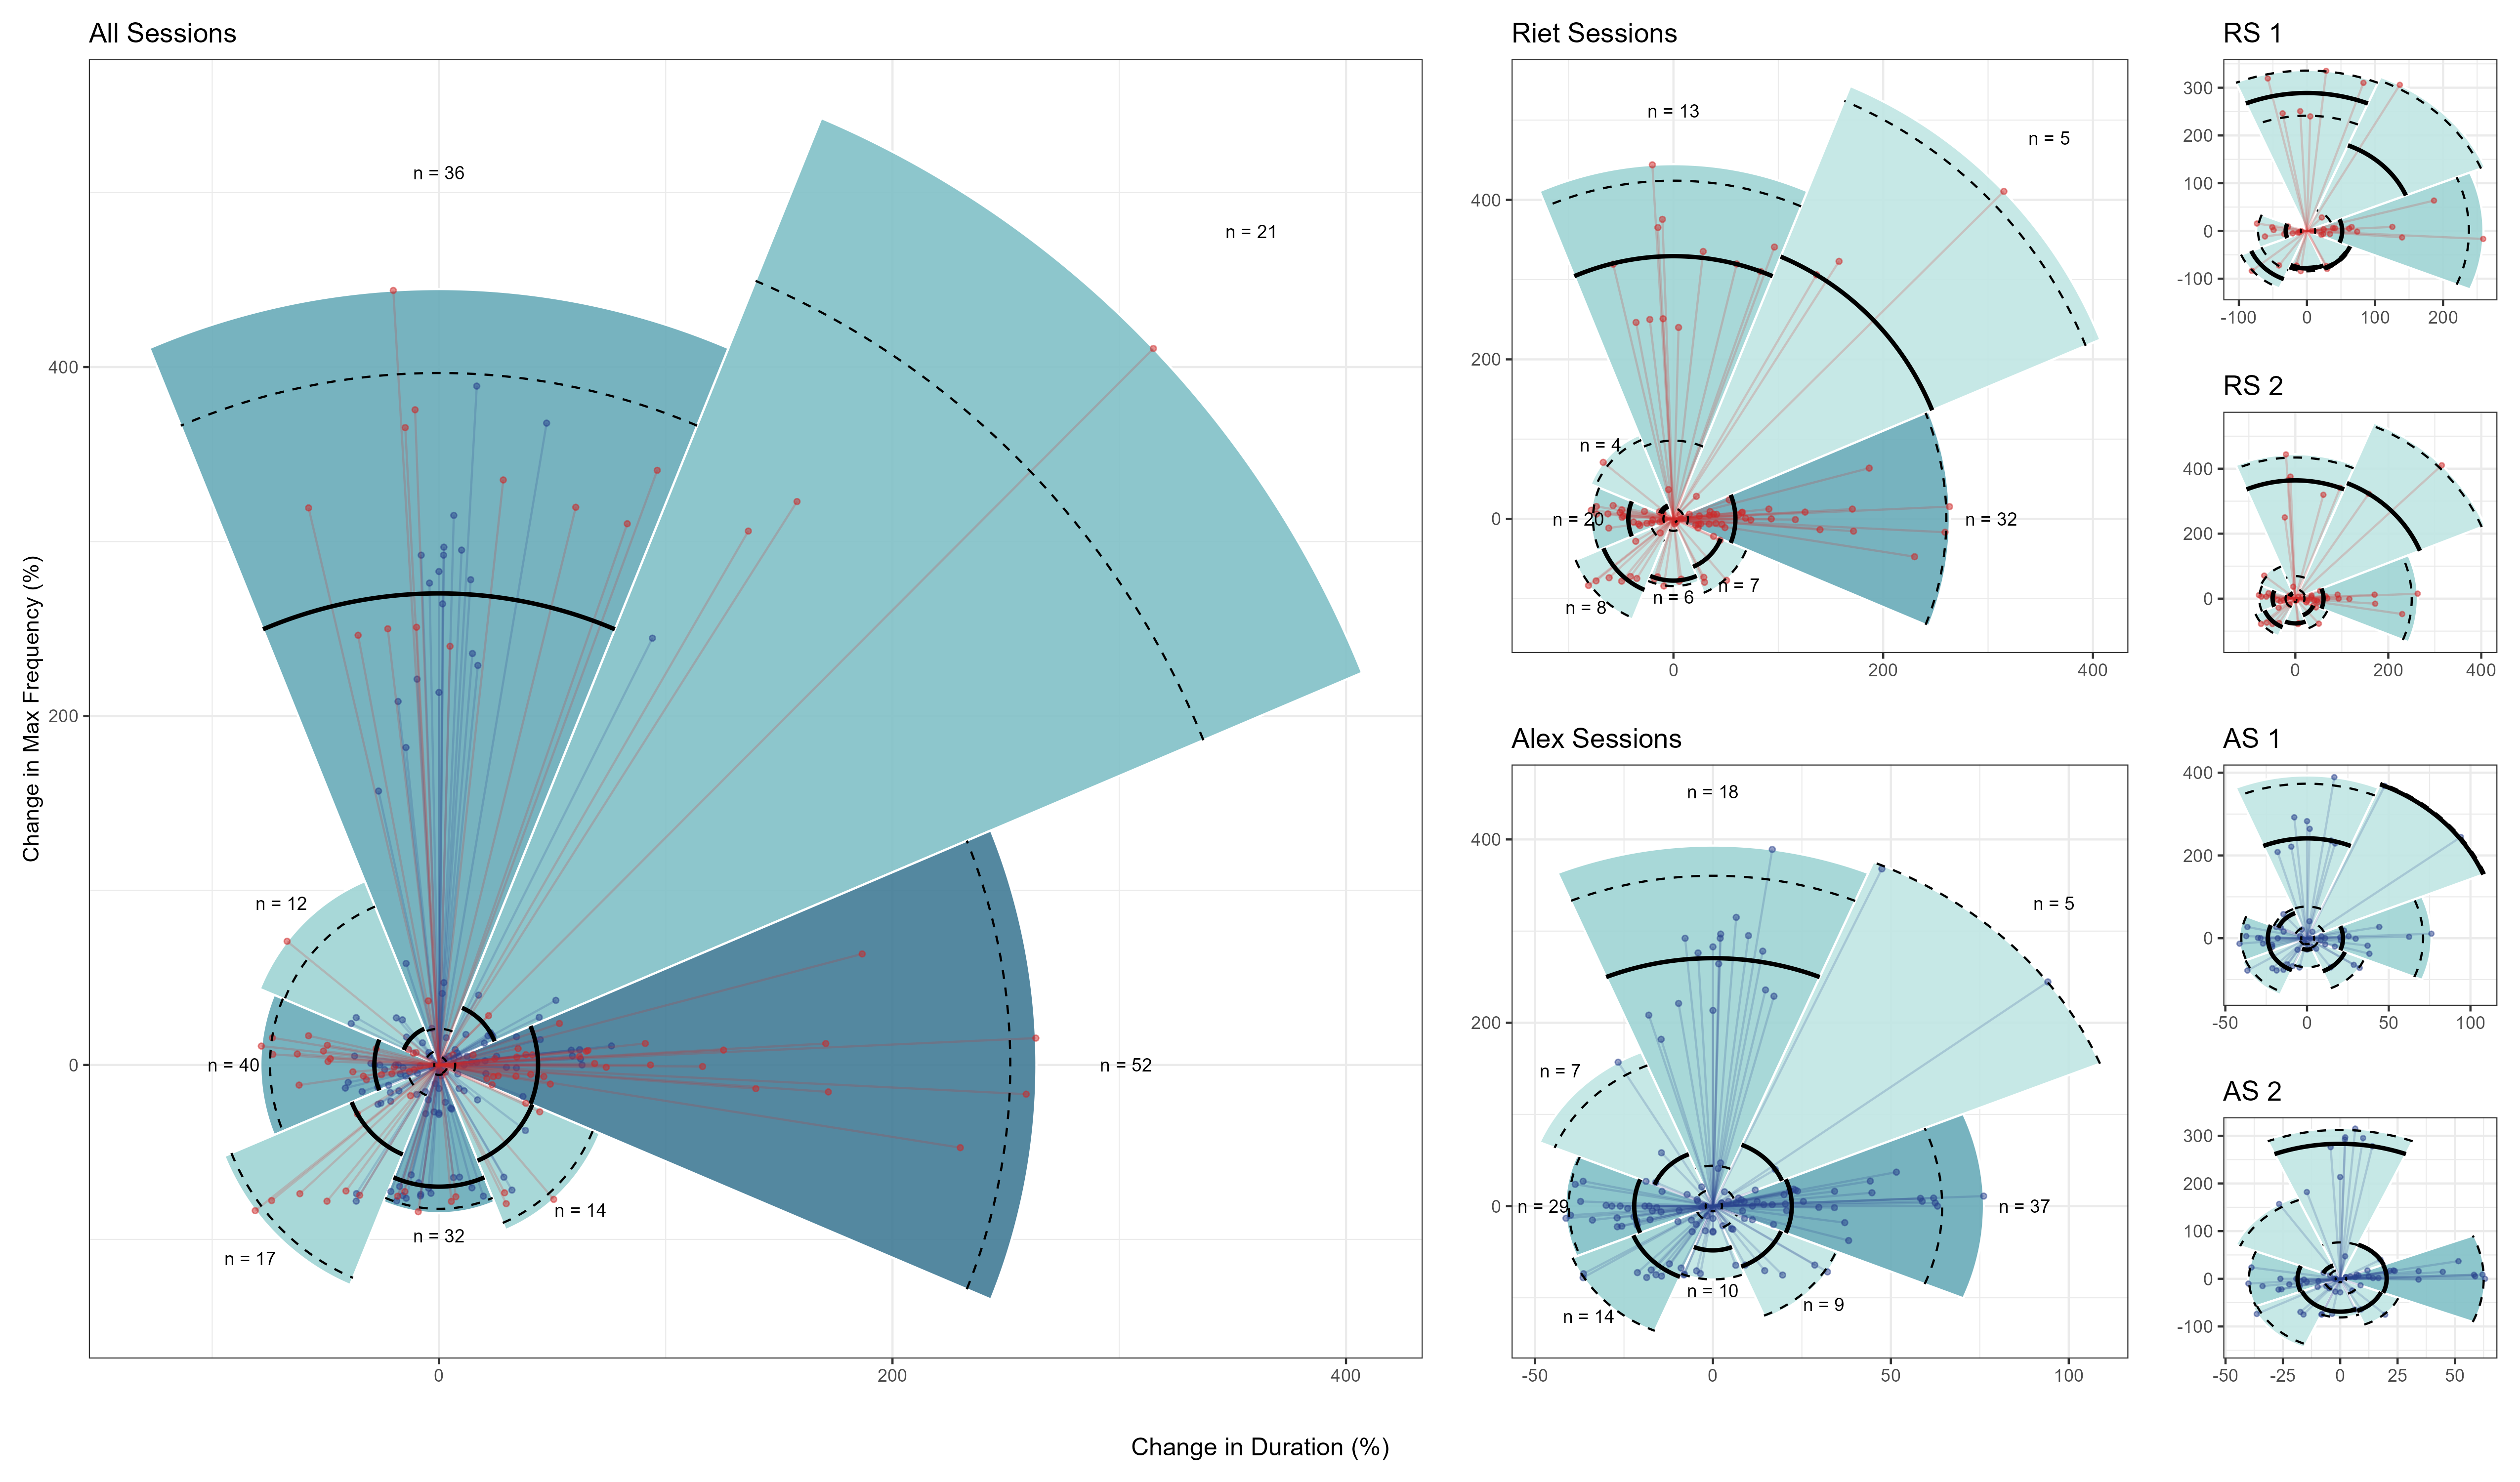 All Sessions
n = 36
n = 21
n = 12
n = 40
n = 52
n = 14
n = 32
n = 17
400
200
0
0
200
400
Change in Max Frequency (%)
Riet Sessions
n = 13
n = 5
n = 4
n = 20
n = 32
n = 7
n = 6
n = 8
400
200
0
0
200
400
Alex Sessions
n = 18
n = 5
n = 7
n = 29
n = 37
n = 10
n = 9
n = 14
400
200
0
-50
0
50
100
RS 1
300
200
100
0
-100
-100
0
100
200
RS 2
400
200
0
0
200
400
AS 1
400
200
0
-50
0
50
100
AS 2
300
200
100
0
-100
-50
-25
0
25
50
Change in Duration (%)